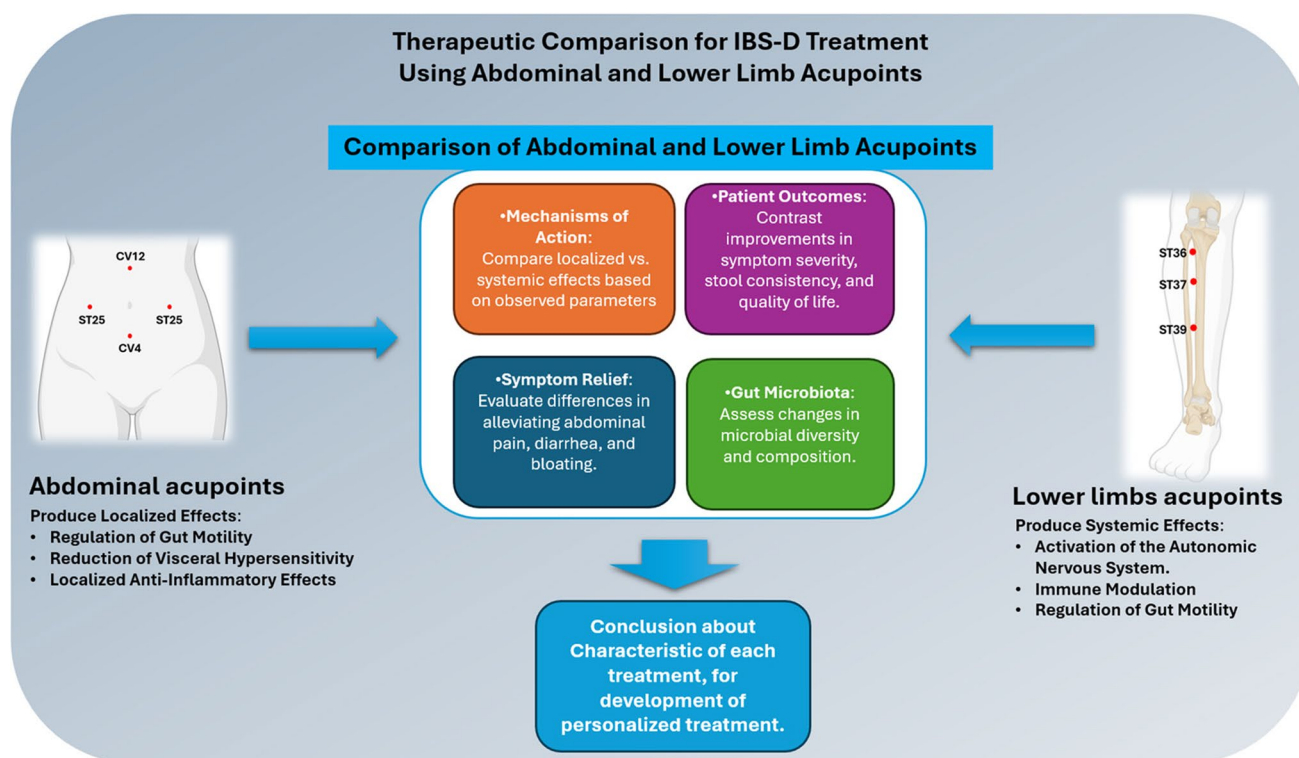 Therapeutic Comparison for IBS-D Treatment
Using Abdominal and Lower Limb Acupoints
Comparison of Abdominal and Lower Limb Acupoints
•Mechanisms of
Action:
Compare localized vs.
systemic effects based
on observed parameters
•Patient Outcomes:
Contrast
improvements in
symptom severity,
stool consistency, and
quality of life.
•Symptom Relief:
Evaluate differences in
alleviating abdominal
pain, diarrhea, and
bloating.
•Gut Microbiota:
Assess changes in
microbial diversity
and composition.
CV12
ST25
ST25
CV4
Abdominal acupoints
Produce Localized Effects:
• Regulation of Gut Motility
• Reduction of Visceral Hypersensitivity
• Localized Anti-Inflammatory Effects
ST36
ST37
ST39
Lower limbs acupoints
Produce Systemic Effects:
• Activation of the Autonomic
Nervous System.
• Immune Modulation
• Regulation of Gut Motility
Conclusion about
Characteristic of each
treatment, for
development of
personalized treatment.